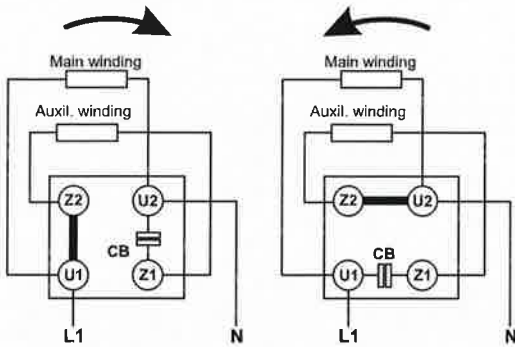 Main winding
Auxil. winding
Z2 U2
CB
U1 Z1
L1 N
Main winding
Auxil. winding
Z2 U2
CB
U1 Z1
L1 N